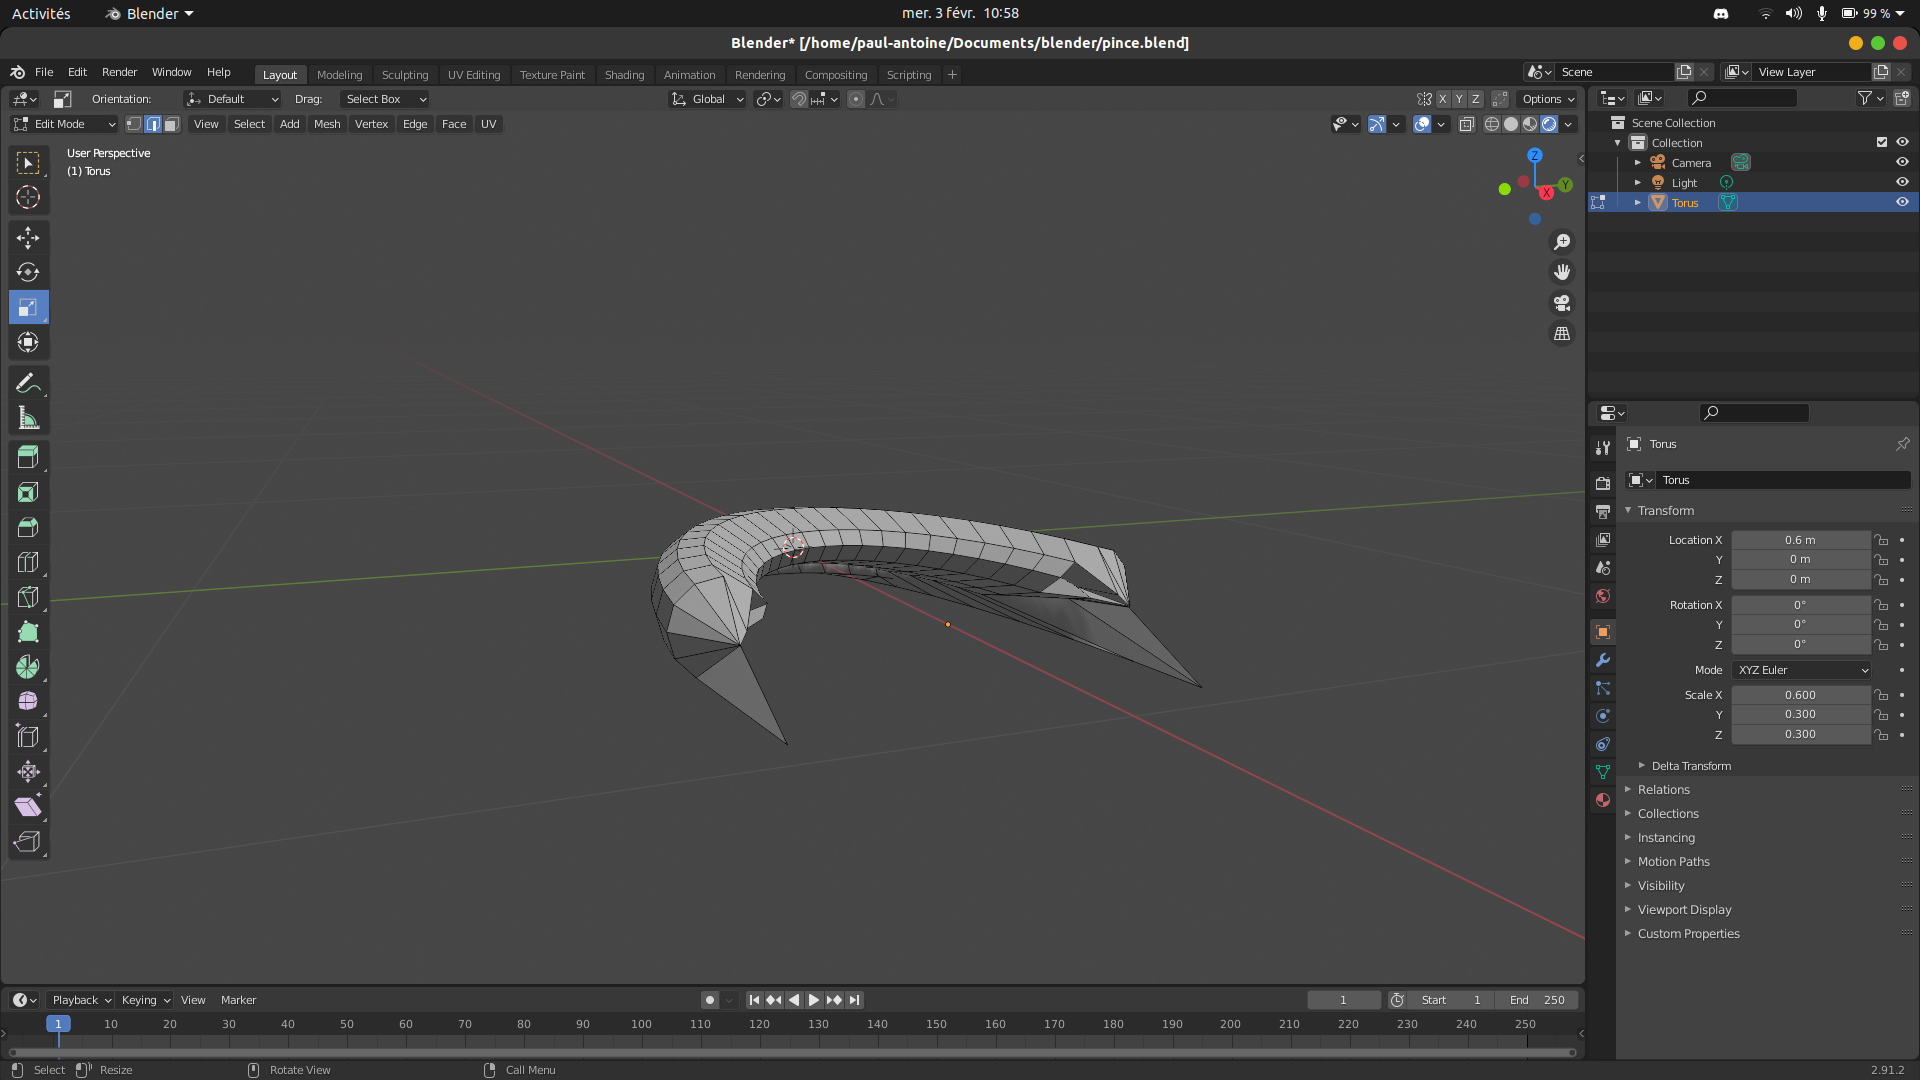 Activités Blender mer. 3 févr. 10:58 99 %
Blender* [/home/paul-antoine/Documents/blender/pince.blend]
File Edit Render Window Help Layout Modeling Sculpting UV Editing Texture Paint Shading Animation Rendering Compositing Scripting + Scene View Layer
Orientation: Default Drag: Select Box Global X Y Z Options
Edit Mode View Select Add Mesh Vertex Edge Face UV
User Perspective
(1) Torus
Z
Y
X
Scene Collection
Collection
Camera
Light
Torus
Torus
Torus
Transform
Location X 0.6 m
Y 0 m
Z 0 m
Rotation X 0°
Y 0°
Z 0°
Mode XYZ Euler
Scale X 0.600
Y 0.300
Z 0.300
Delta Transform
Relations
Collections
Instancing
Motion Paths
Visibility
Viewport Display
Custom Properties
Playback Keying View Marker 1 Start 1 End 250
1 10 20 30 40 50 60 70 80 90 100 110 120 130 140 150 160 170 180 190 200 210 220 230 240 250
Select Resize Rotate View Call Menu 2.91.2